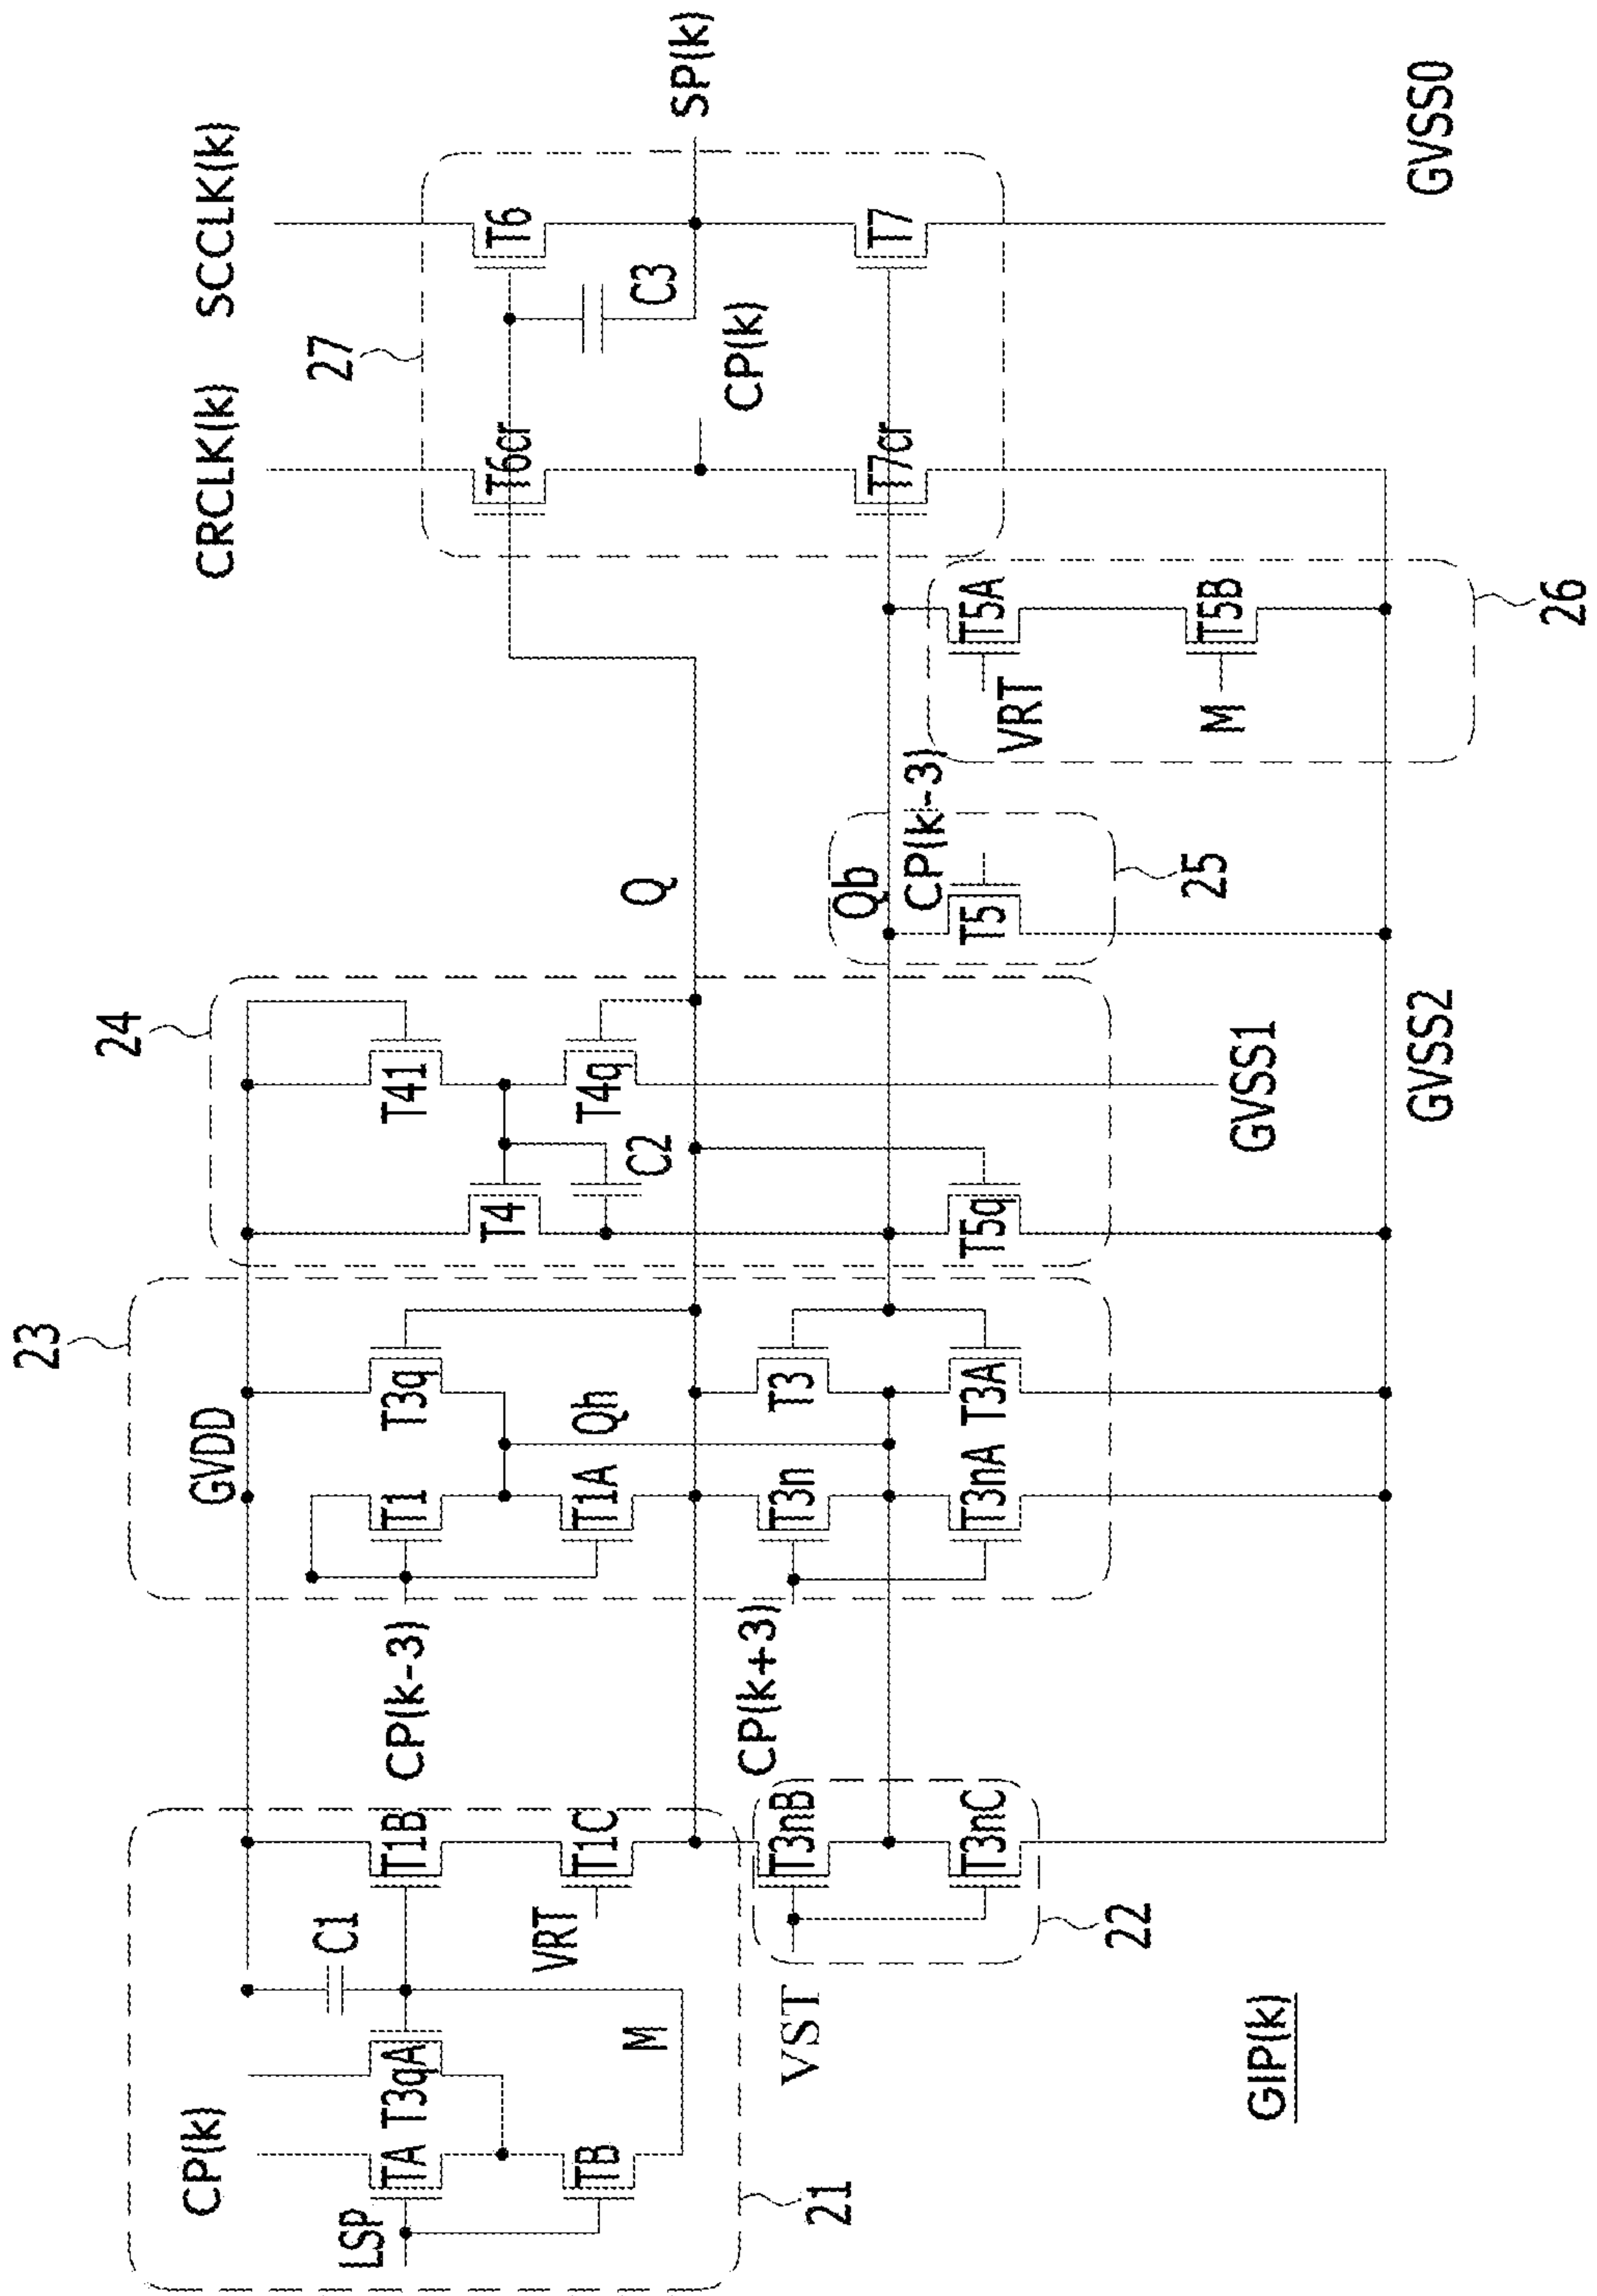 CP(k)
LSP
TA
T3qA
TB
M
C1
T1B
VRT
T1C
21
VST
T3nB
T3nC
22
GIP(k)
23
GVDD
CP(k-3)
T1
T3q
T1A
Qh
CP(k+3)
T3n
T3
T3nA
T3A
24
T41
T4
T4q
C2
T5q
GVSS1
GVSS2
Q
Qb
CP(k-3)
T5
25
VRT
T5A
M
T5B
26
27
CRCLK(k)
SCCLK(k)
T6cr
T6
C3
CP(k)
SP(k)
T7cr
T7
GVSS0